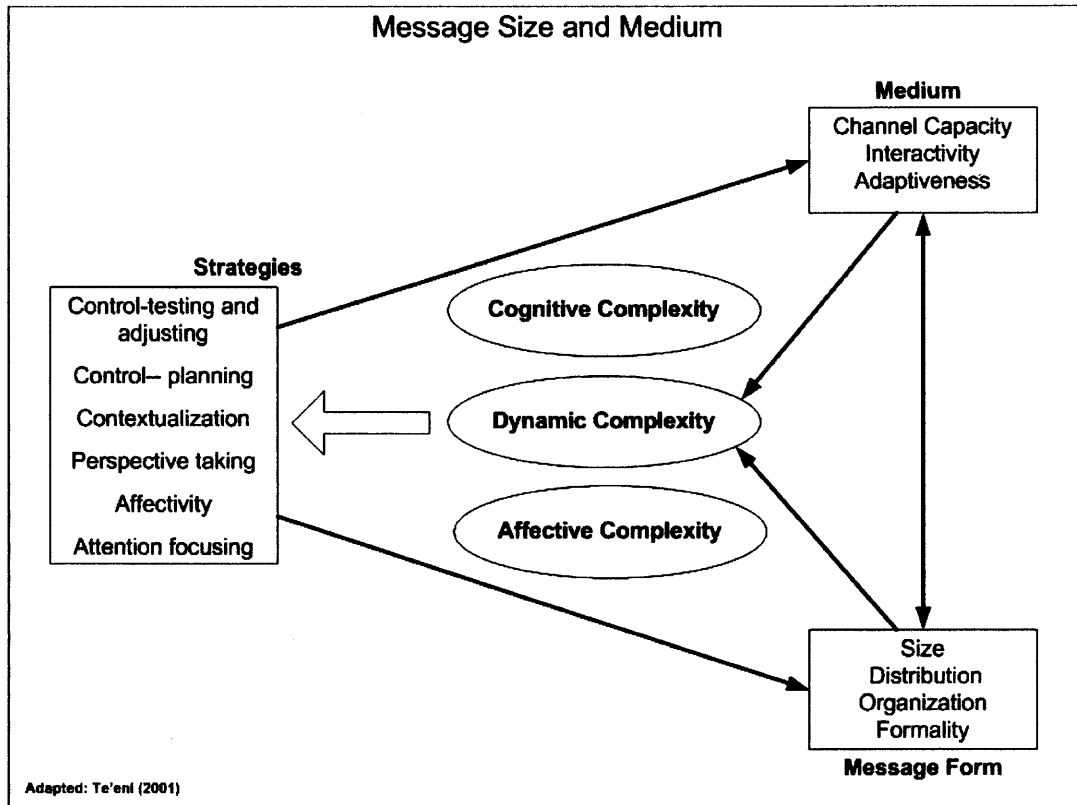 Message Size and Medium
Medium
Channel Capacity
Interactivity
Adaptiveness
Strategies
Control-testing and
adjusting
Control-- planning
Contextualization
Perspective taking
Affectivity
Attention focusing
Cognitive Complexity
Dynamic Complexity
Affective Complexity
Size
Distribution
Organization
Formality
Message Form
Adapted: Te'eni (2001)